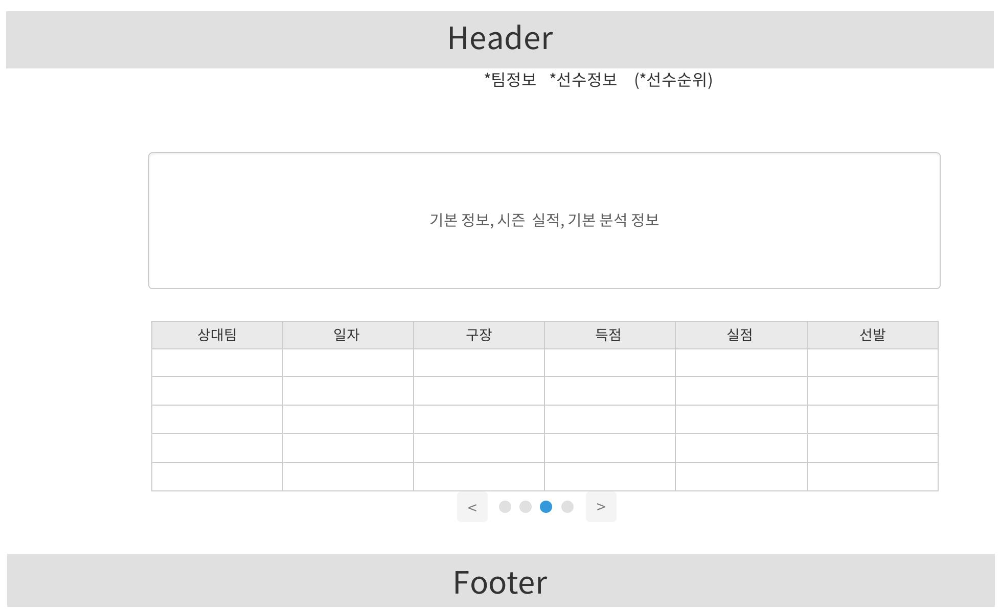 Header
*팀정보 *선수정보 (*선수순위)
기본 정보, 시즌 실적, 기본 분석 정보
상대팀 일자 구장 득점 실점 선발
< >
Footer